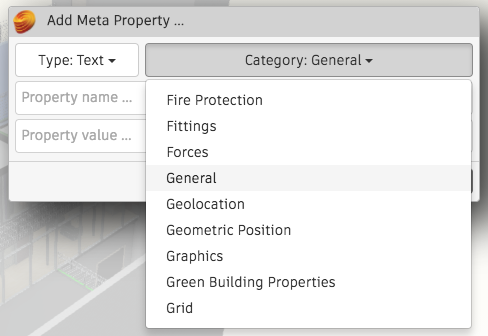 Add Meta Property ...
Type: Text
Category: General
Property name ...
Property value ...
Fire Protection
Fittings
Forces
General
Geolocation
Geometric Position
Graphics
Green Building Properties
Grid